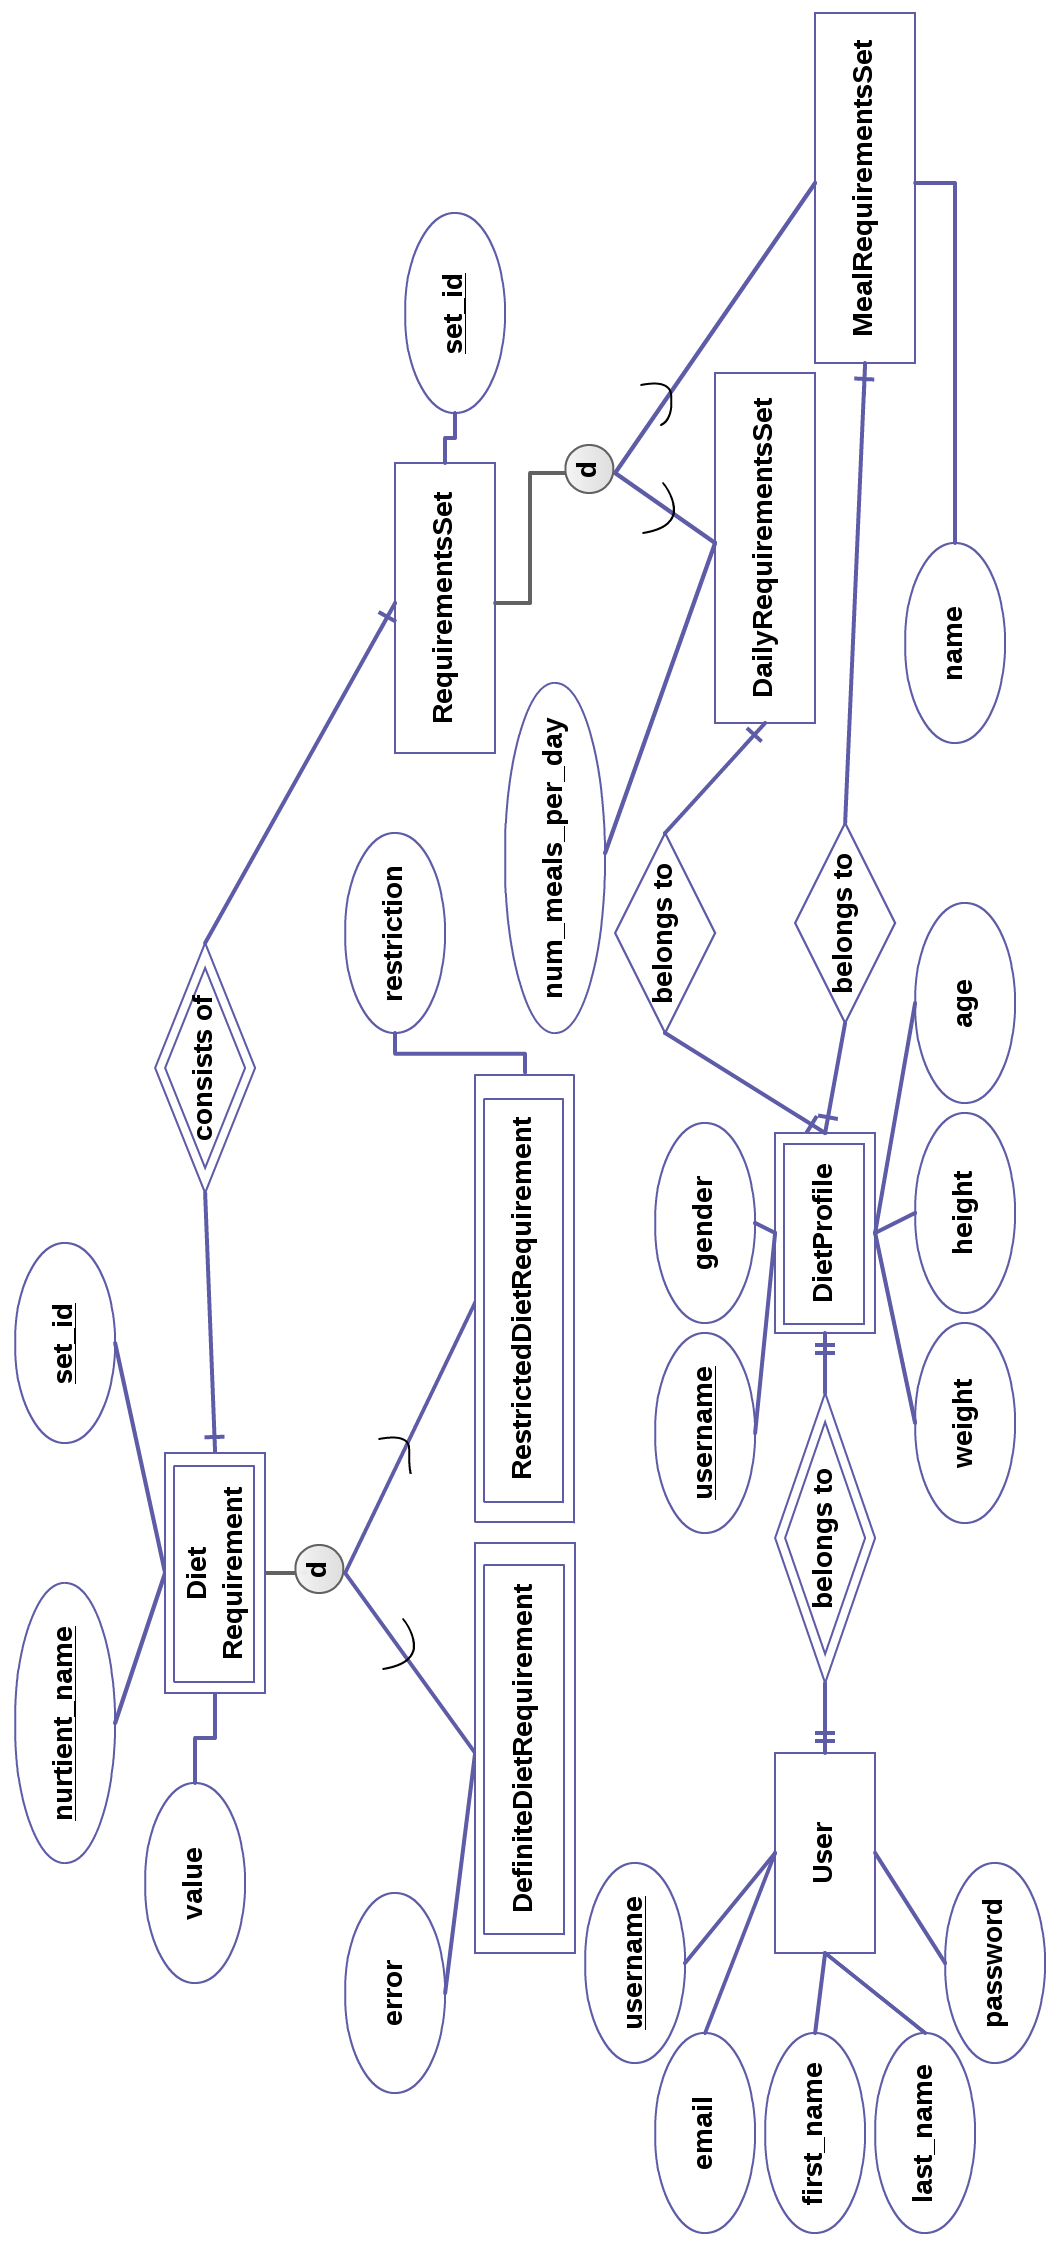 set_id
nurtient_name
value
Diet
Requirement
consists of
RequirementsSet
set_id
d
d
error
restriction
DefiniteDietRequirement
RestrictedDietRequirement
num_meals_per_day
DailyRequirementsSet
MealRequirementsSet
belongs to
belongs to
name
username
gender
DietProfile
age
height
weight
belongs to
User
username
email
first_name
last_name
password